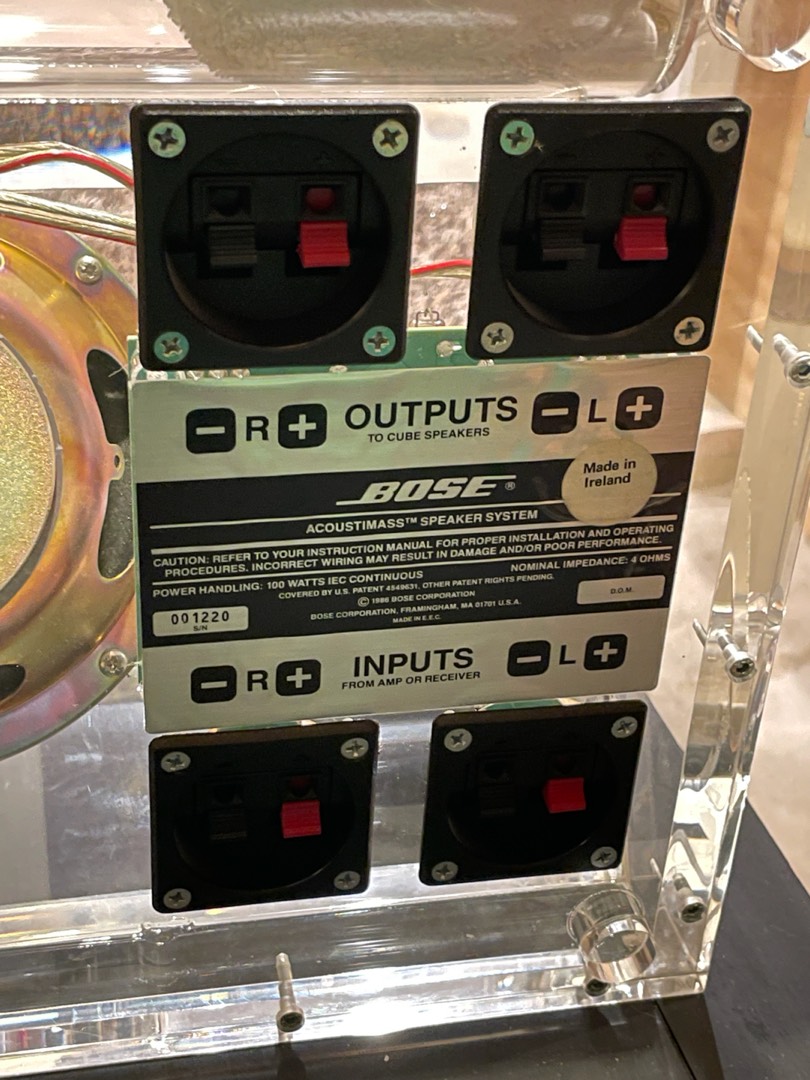 − R + OUTPUTS − L +
TO CUBE SPEAKERS
BOSE ®
Made in
Ireland
ACOUSTIMASS™ SPEAKER SYSTEM
CAUTION: REFER TO YOUR INSTRUCTION MANUAL FOR PROPER INSTALLATION AND OPERATING
PROCEDURES. INCORRECT WIRING MAY RESULT IN DAMAGE AND/OR POOR PERFORMANCE.
POWER HANDLING: 100 WATTS IEC CONTINUOUS NOMINAL IMPEDANCE: 4 OHMS
COVERED BY U.S. PATENT 4549631. OTHER PATENT RIGHTS PENDING.
© 1986 BOSE CORPORATION
BOSE CORPORATION, FRAMINGHAM, MA 01701 U.S.A.
MADE IN E.E.C.
001220
S/N
D.O.M.
− R + INPUTS − L +
FROM AMP OR RECEIVER